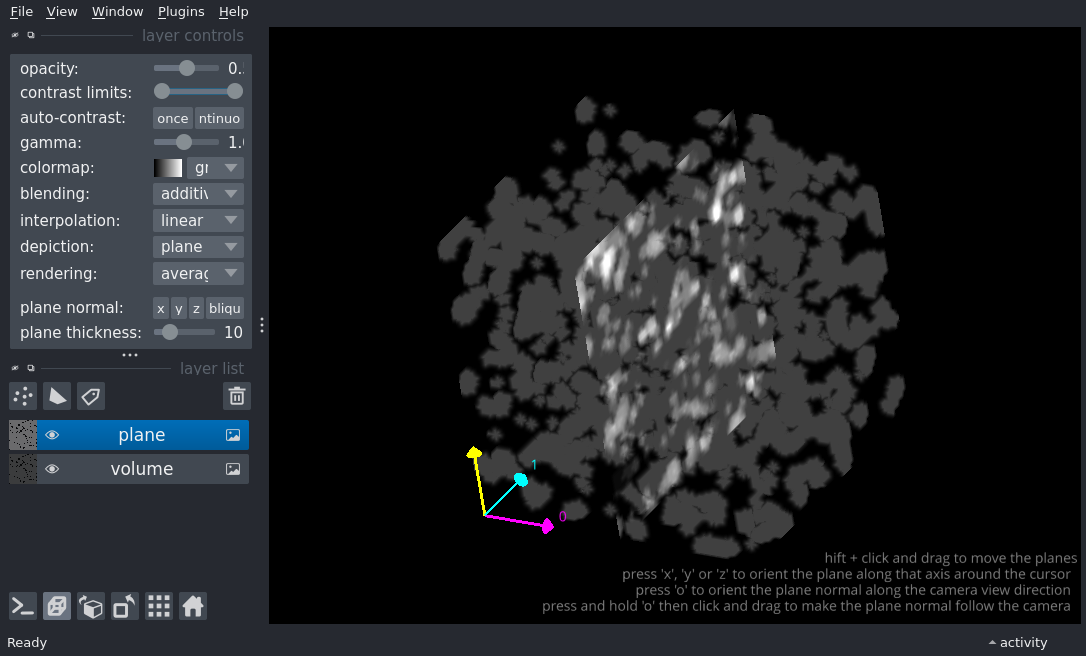 File View Window Plugins Help
layer controls
opacity: 0.
contrast limits:
auto-contrast: once ntinuo
gamma: 1.
colormap: gr
blending: additiv
interpolation: linear
depiction: plane
rendering: averag
plane normal: x y z bliqu
plane thickness: 10
layer list
plane
volume
1
0
hift + click and drag to move the planes
press 'x', 'y' or 'z' to orient the plane along that axis around the cursor
press 'o' to orient the plane normal along the camera view direction
press and hold 'o' then click and drag to make the plane normal follow the camera
Ready
activity